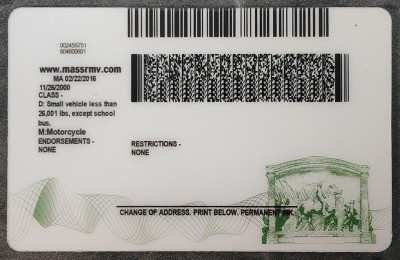 002455751
804600601
www.massrmv.com
MA 02/22/2016
11/26/2000
CLASS -
D: Small vehicle less than
26,001 lbs, except school
bus.
M:Motorcycle
ENDORSEMENTS -
NONE
RESTRICTIONS -
NONE
CHANGE OF ADDRESS. PRINT BELOW. PERMANENT INK.